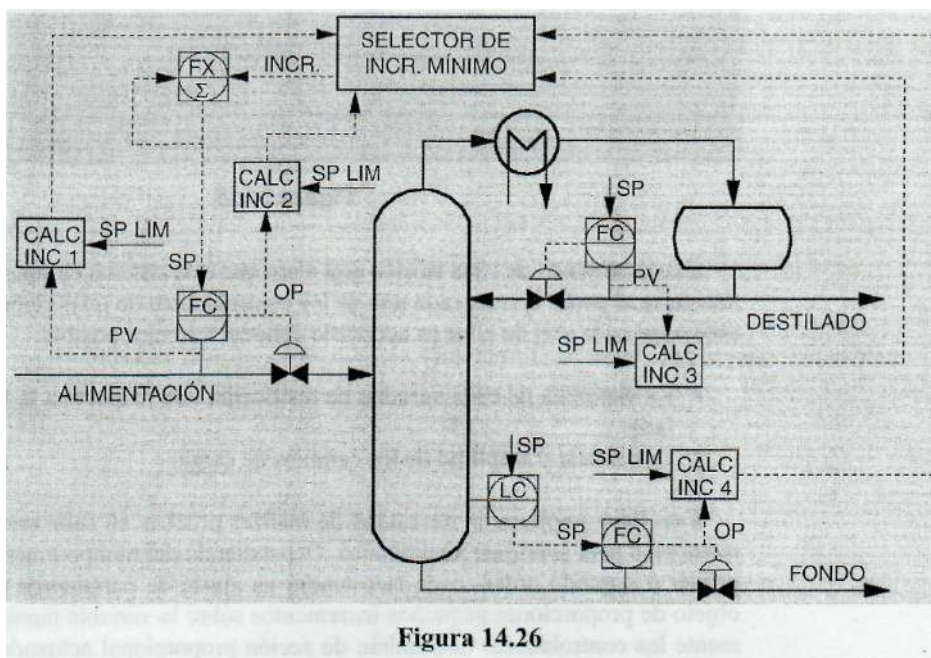 SELECTOR DE
INCR. MÍNIMO
FX
Σ
INCR.
CALC
INC 2
SP LIM
CALC
INC 1
SP LIM
SP
FC
OP
PV
ALIMENTACIÓN
SP
FC
PV
DESTILADO
SP LIM
CALC
INC 3
SP
LC
SP LIM
CALC
INC 4
SP
FC
OP
FONDO
Figura 14.26